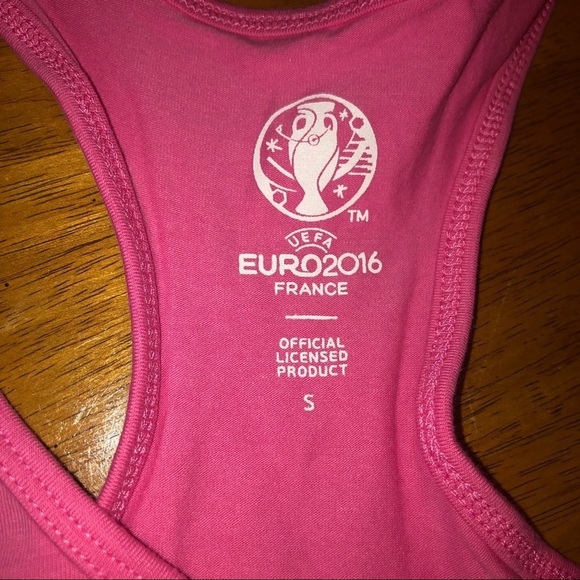 TM
UEFA
EURO2016
FRANCE
OFFICIAL
LICENSED
PRODUCT
S